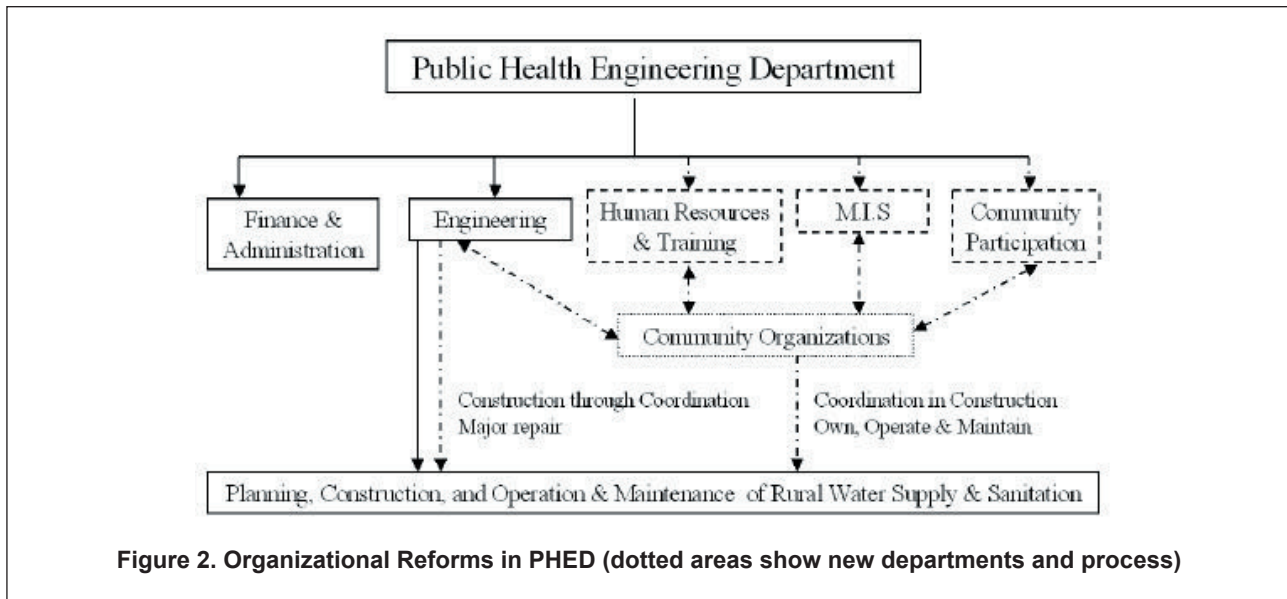 Public Health Engineering Department
Finance &
Administration
Engineering
Human Resources
& Training
M.I.S
Community
Participation
Community Organizations
Construction through Coordination
Major repair
Coordination in Construction
Own, Operate & Maintain
Planning, Construction, and Operation & Maintenance of Rural Water Supply & Sanitation
Figure 2. Organizational Reforms in PHED (dotted areas show new departments and process)